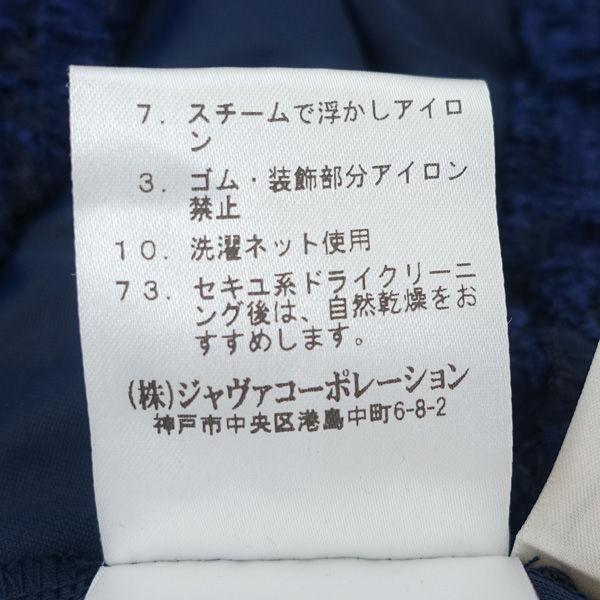 7. スチームで浮かしアイロ
ン
3. ゴム・装飾部分アイロン
禁止
10. 洗濯ネット使用
73. セキユ系ドライクリーニ
ング後は、自然乾燥をお
すすめします。
(株)ジャヴァコーポレーション
神戸市中央区港島中町6-8-2